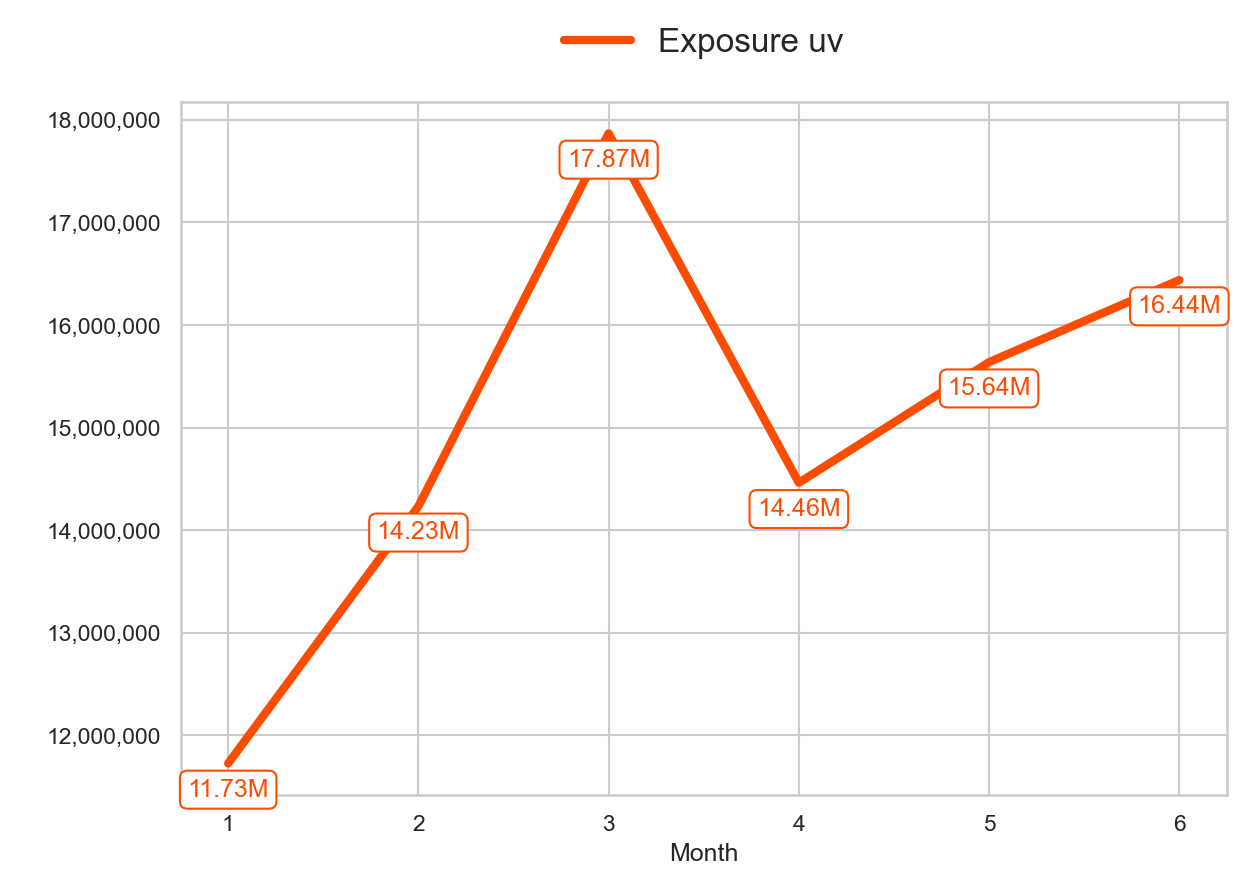 Exposure uv
18,000,000
17.87M
17,000,000
16,000,000
16.44M
15.64M
15,000,000
14.46M
14,000,000
14.23M
13,000,000
12,000,000
11.73M
1 2 3 4 5 6
Month